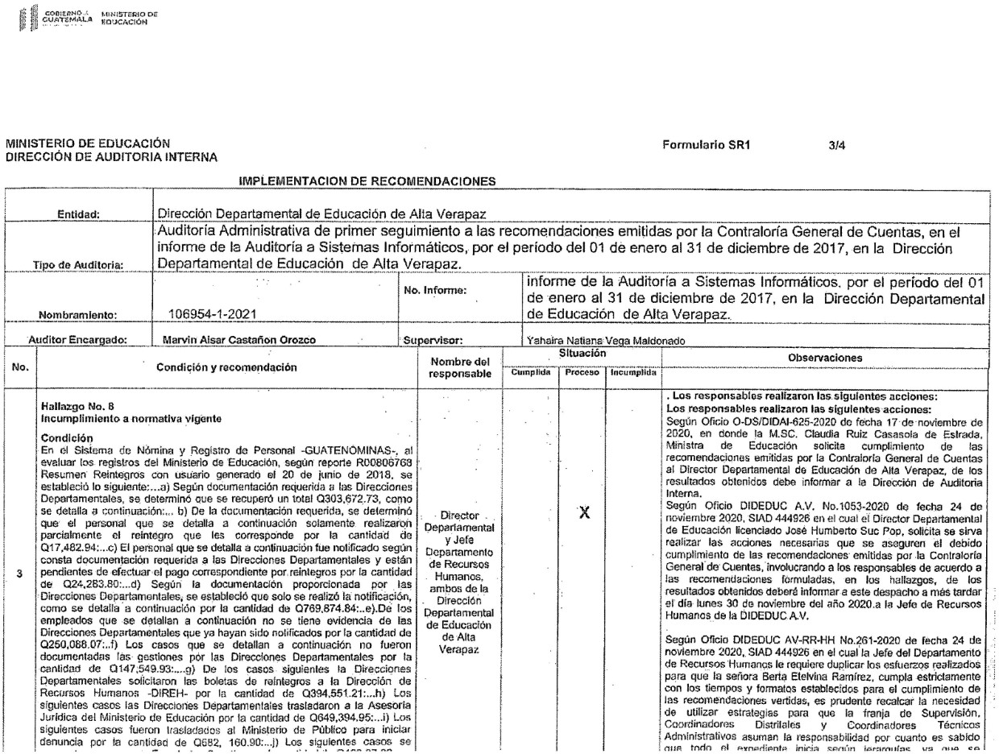 GOBIERNO de
GUATEMALA
MINISTERIO DE
EDUCACIÓN
MINISTERIO DE EDUCACIÓN
DIRECCIÓN DE AUDITORIA INTERNA
Formulario SR1 3/4
IMPLEMENTACION DE RECOMENDACIONES
Entidad: Dirección Departamental de Educación de Alta Verapaz
Tipo de Auditoria:
Auditoría Administrativa de primer seguimiento a las recomendaciones emitidas por la Contraloría General de Cuentas, en el
informe de la Auditoría a Sistemas Informáticos, por el período del 01 de enero al 31 de diciembre de 2017, en la Dirección
Departamental de Educación de Alta Verapaz.
Nombramiento: 106954-1-2021
No. Informe:
informe de la Auditoría a Sistemas Informáticos. por el período del 01
de enero al 31 de diciembre de 2017, en la Dirección Departamental
de Educación de Alta Verapaz.
Auditor Encargado: Marvin Alsar Castañon Orozco
Supervisor: Yahaira Natiana Vega Maldonado
No.
Condición y recomendación
Nombre del
responsable
Situación
Cumplida Proceso Incumplida
Observaciones
3
Hallazgo No. 8
Incumplimiento a normativa vigente
Condición
En el Sistema de Nómina y Registro de Personal -GUATENOMINAS-, al
evaluar los registros del Ministerio de Educación, según reporte R00806768
Resumen Reintegros con usuario generado el 20 de junio de 2018, se
estableció lo siguiente:...a) Según documentación requerida a las Direcciones
Departamentales, se determinó que se recuperó un total Q303,672.73, como
se detalla a continuación:... b) De la documentación requerida, se determinó
que el personal que se detalla a continuación solamente realizaron
parcialmente el reintegro que les corresponde por la cantidad de
Q17,482.94:...c) El personal que se detalla a continuación fue notificado según
consta documentación requerida a las Direcciones Departamentales y están
pendientes de efectuar el pago correspondiente por reintegros por la cantidad
de Q24,283.80:...d) Según la documentación proporcionada por las
Direcciones Departamentales, se estableció que solo se realizó la notificación,
como se detalla a continuación por la cantidad de Q769,874.84:..e).De los
empleados que se detallan a continuación no se tiene evidencia de las
Direcciones Departamentales que ya hayan sido notificados por la cantidad de
Q250,088.07:..f) Los casos que se detallan a continuación no fueron
documentadas las gestiones por las Direcciones Departamentales por la
cantidad de Q147,549.93:....g) De los casos siguientes la Direcciones
Departamentales solicitaron las boletas de reintegros a la Dirección de
Recursos Humanos -DIREH- por la cantidad de Q394,551.21:...h) Los
siguientes casos las Direcciones Departamentales trasladaron a la Asesoría
Jurídica del Ministerio de Educación por la cantidad de Q649,394.95:...i) Los
siguientes casos fueron trasladados al Ministerio de Público para iniciar
denuncia por la cantidad de Q682, 160.90:...j) Los siguientes casos se
Director
Departamental
y Jefe
Departamento
de Recursos
Humanos,
ambos de la
Dirección
Departamental
de Educación
de Alta
Verapaz
X
. Los responsables realizaron las siguientes acciones:
Los responsables realizaron las siguientes acciones:
Según Oficio O-DS/DIDAI-625-2020 de fecha 17 de noviembre de
2020, en donde la M.SC. Claudia Ruiz Casasola de Estrada,
Ministra de Educación solicita cumplimiento de las
recomendaciones emitidas por la Contraloría General de Cuentas
al Director Departamental de Educación de Alta Verapaz, de los
resultados obtenidos debe informar a la Dirección de Auditoria
Interna.
Según Oficio DIDEDUC A.V. No.1053-2020 de fecha 24 de
noviembre 2020, SIAD 444926 en el cual el Director Departamental
de Educación licenciado José Humberto Suc Pop, solicita se sirva
realizar las acciones necesarias que se aseguren el debido
cumplimiento de las recomendaciones emitidas por la Contraloría
General de Cuentas, involucrando a los responsables de acuerdo a
las recomendaciones formuladas, en los hallazgos, de los
resultados obtenidos deberá informar a este despacho a más tardar
el día lunes 30 de noviembre del año 2020.a la Jefe de Recursos
Humanos de la DIDEDUC A.V.
Según Oficio DIDEDUC AV-RR-HH No.261-2020 de fecha 24 de
noviembre 2020, SIAD 444926 en el cual la Jefe del Departamento
de Recursos Humanos le requiere duplicar los esfuerzos realizados
para que la señora Berta Etelvina Ramírez, cumpla estrictamente
con los tiempos y formatos establecidos para el cumplimiento de
las recomendaciones vertidas, es prudente recalcar la necesidad
de utilizar estrategias para que la franja de Supervisión,
Coordinadores Distritales y Coordinadores Técnicos
Administrativos asuman la responsabilidad por cuanto es sabido
que todo el expediente inicia según jerarquías, ya que se